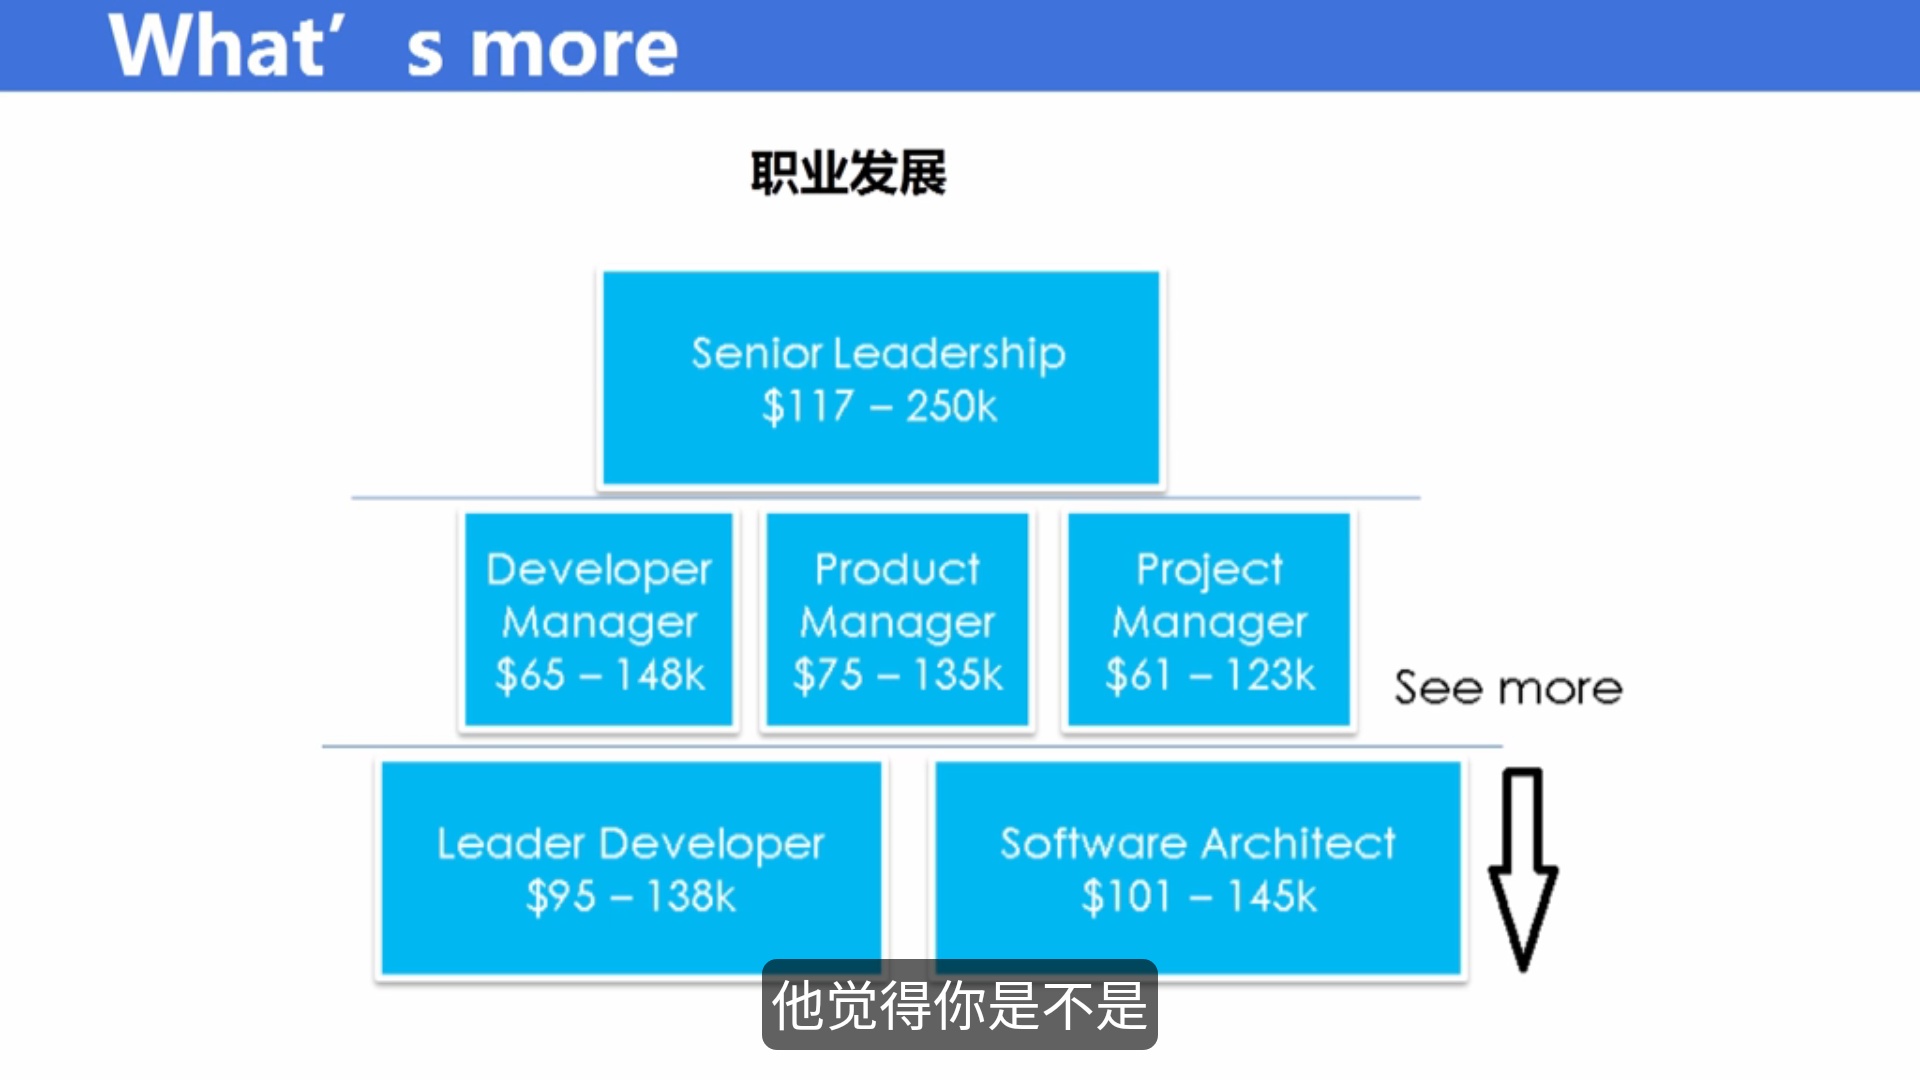 What’s more
职业发展
Senior Leadership
$117 – 250k
Developer
Manager
$65 – 148k
Product
Manager
$75 – 135k
Project
Manager
$61 – 123k
See more
Leader Developer
$95 – 138k
Software Architect
$101 – 145k
他觉得你是不是